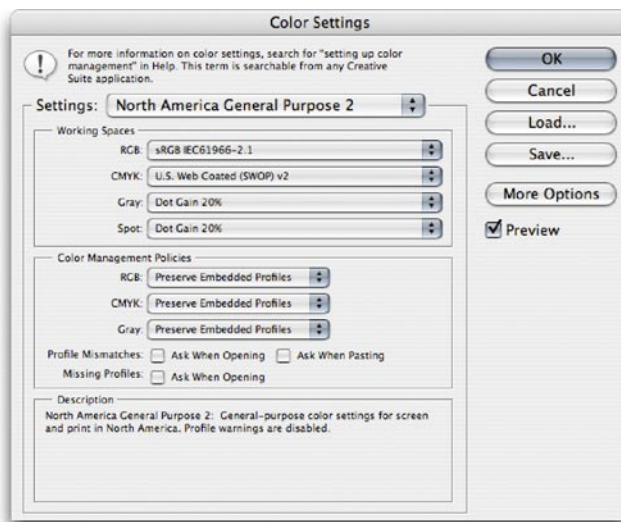 Color Settings
For more information on color settings, search for "setting up color
management" in Help. This term is searchable from any Creative
Suite application.
Settings: North America General Purpose 2
Working Spaces
RGB: sRGB IEC61966-2.1
CMYK: U.S. Web Coated (SWOP) v2
Gray: Dot Gain 20%
Spot: Dot Gain 20%
Color Management Policies
RGB: Preserve Embedded Profiles
CMYK: Preserve Embedded Profiles
Gray: Preserve Embedded Profiles
Profile Mismatches: Ask When Opening Ask When Pasting
Missing Profiles: Ask When Opening
Description
North America General Purpose 2: General-purpose color settings for screen
and print in North America. Profile warnings are disabled.
OK
Cancel
Load...
Save...
More Options
Preview